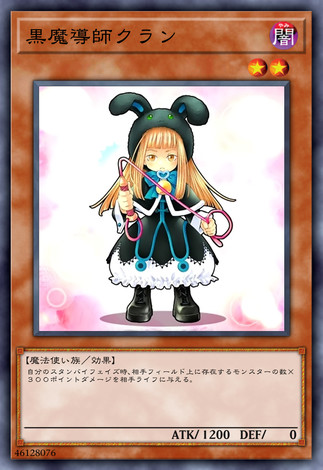 黒魔導師クラン
やみ
闇
【魔法使い族／効果】
自分のスタンバイフェイズ時、相手フィールド上に存在するモンスターの数×
３００ポイントダメージを相手ライフに与える。
ATK/ 1200 DEF/ 0
46128076